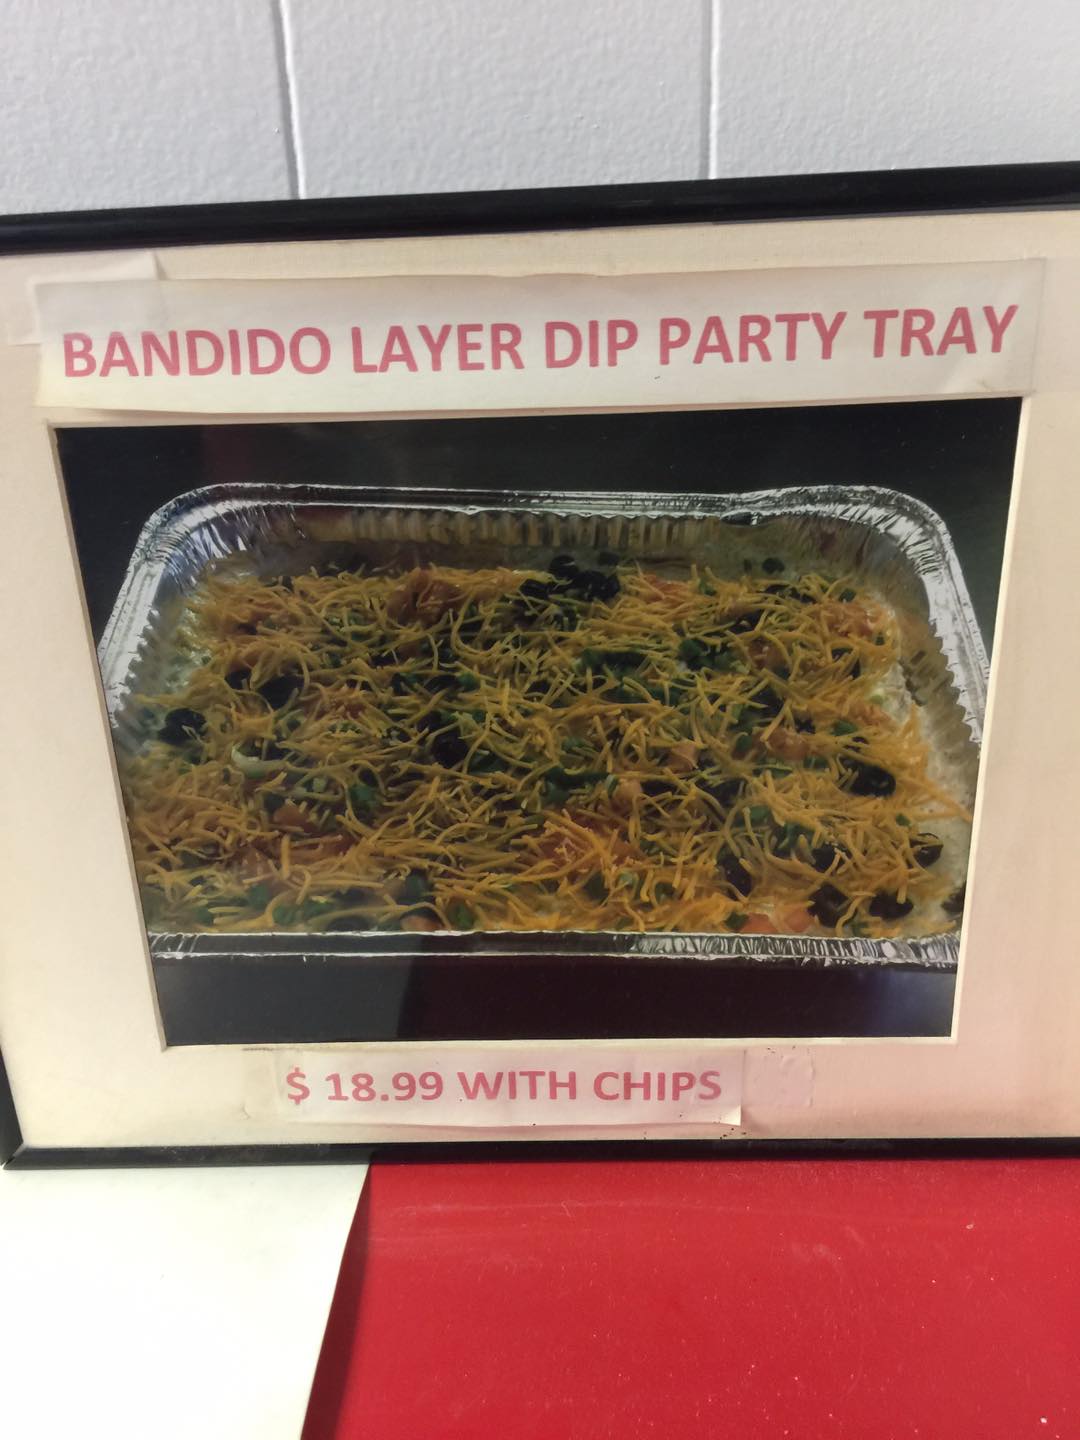 BANDIDO LAYER DIP PARTY TRAY
$ 18.99 WITH CHIPS